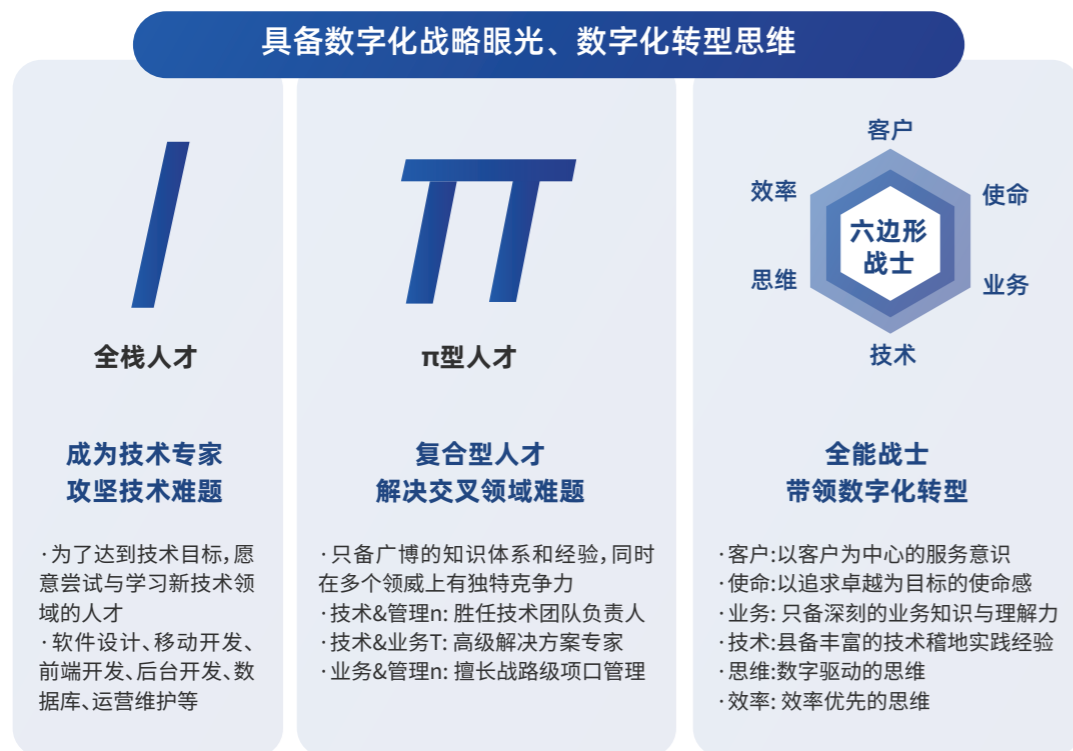 具备数字化战略眼光、数字化转型思维
I
全栈人才
成为技术专家
攻坚技术难题
·为了达到技术目标,愿
意尝试与学习新技术领
域的人才
·软件设计、移动开发、
前端开发、后台开发、数
据库、运营维护等
π
π型人才
复合型人才
解决交叉领域难题
·只备广博的知识体系和经验,同时
在多个领威上有独特克争力
·技术&管理n: 胜任技术团队负责人
·技术&业务T: 高级解决方案专家
·业务&管理n: 擅长战路级项口管理
客户
效率
使命
六边形
战士
思维
业务
技术
全能战士
带领数字化转型
·客户:以客户为中心的服务意识
·使命:以追求卓越为目标的使命感
·业务: 只备深刻的业务知识与理解力
·技术:县备丰富的技术稽地实践经验
·思维:数字驱动的思维
·效率: 效率优先的思维